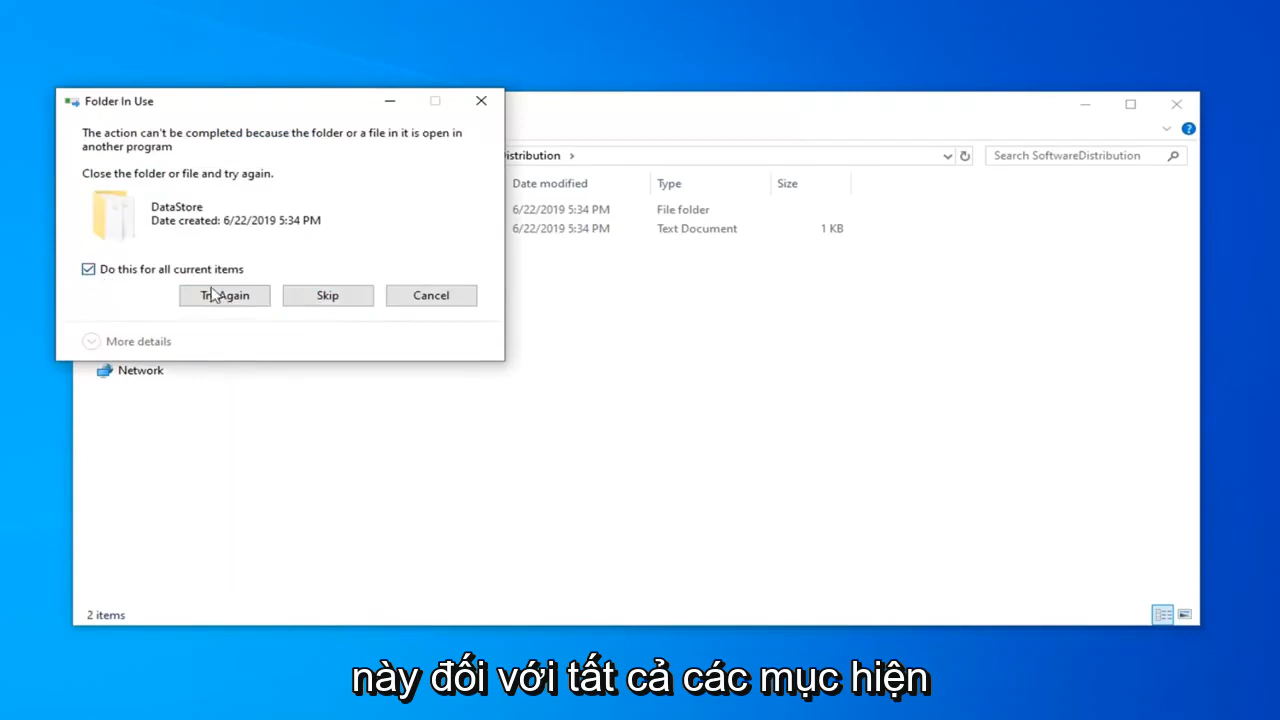 Folder In Use
The action can't be completed because the folder or a file in it is open in
another program
Close the folder or file and try again.
DataStore
Date created: 6/22/2019 5:34 PM
Do this for all current items
Try Again
Skip
Cancel
More details
istribution
Search SoftwareDistribution
Date modified
Type
Size
6/22/2019 5:34 PM
File folder
6/22/2019 5:34 PM
Text Document
1 KB
Network
2 items
này đối với tất cả các mục hiện